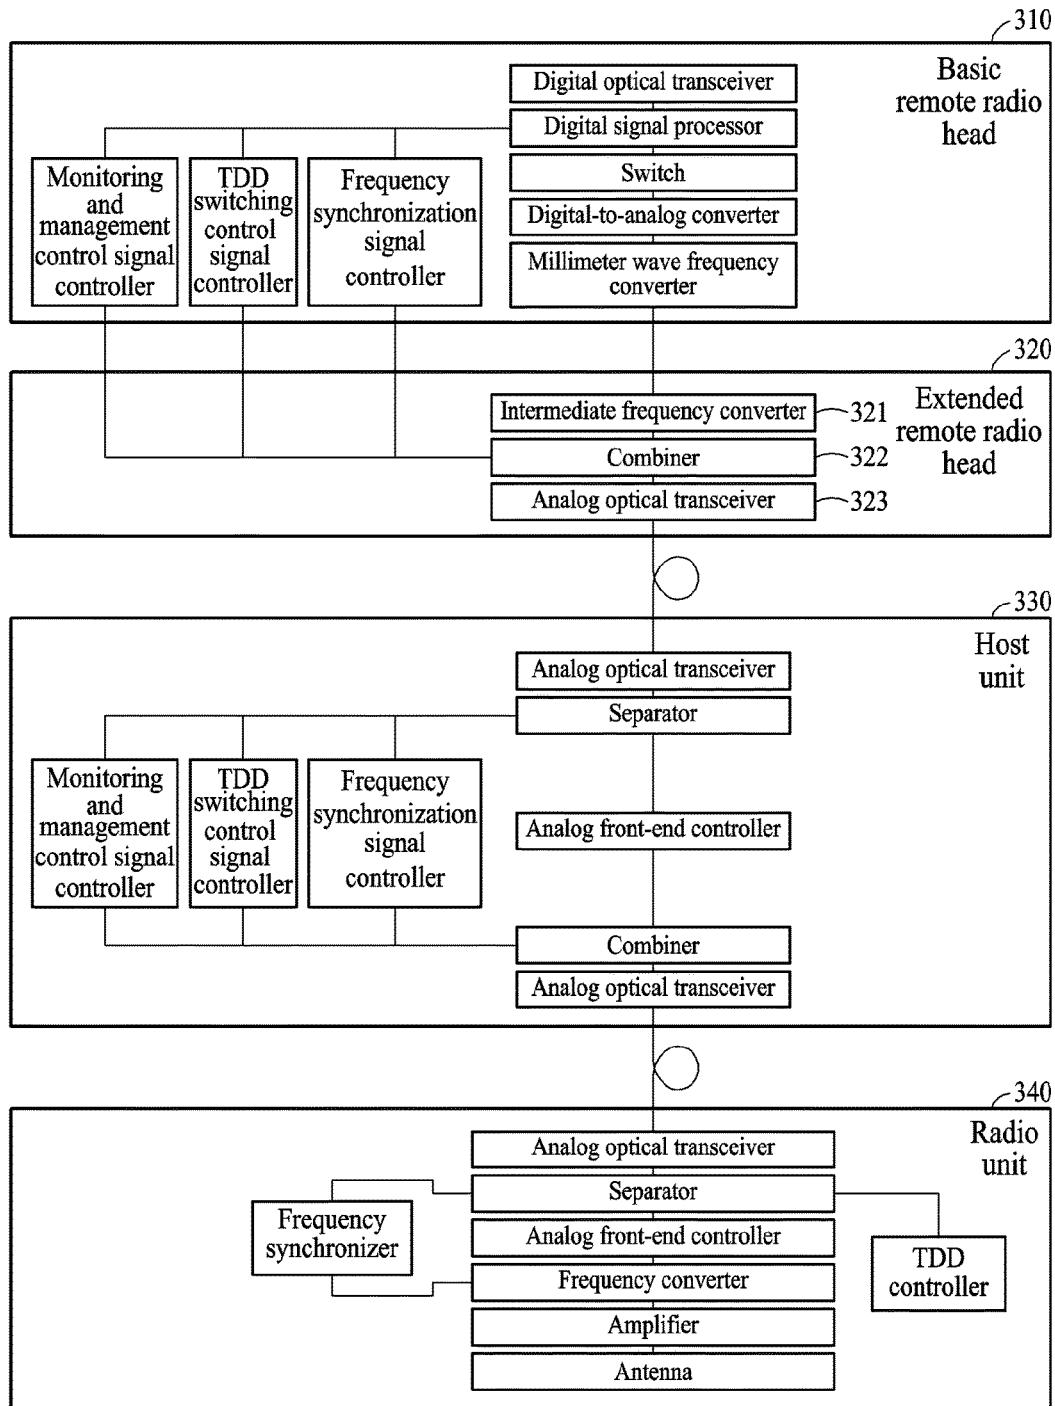 310
Basic
remote radio
head
Digital optical transceiver
Digital signal processor
Switch
Digital-to-analog converter
Millimeter wave frequency
converter
Monitoring
and
management
control signal
controller
TDD
switching
control
signal
controller
Frequency
synchronization
signal
controller
320
Extended
remote radio
head
Intermediate frequency converter
321
Combiner
322
Analog optical transceiver
323
330
Host
unit
Analog optical transceiver
Separator
Monitoring
and
management
control signal
controller
TDD
switching
control
signal
controller
Frequency
synchronization
signal
controller
Analog front-end controller
Combiner
Analog optical transceiver
340
Radio
unit
Analog optical transceiver
Separator
Frequency
synchronizer
Analog front-end controller
TDD
controller
Frequency converter
Amplifier
Antenna